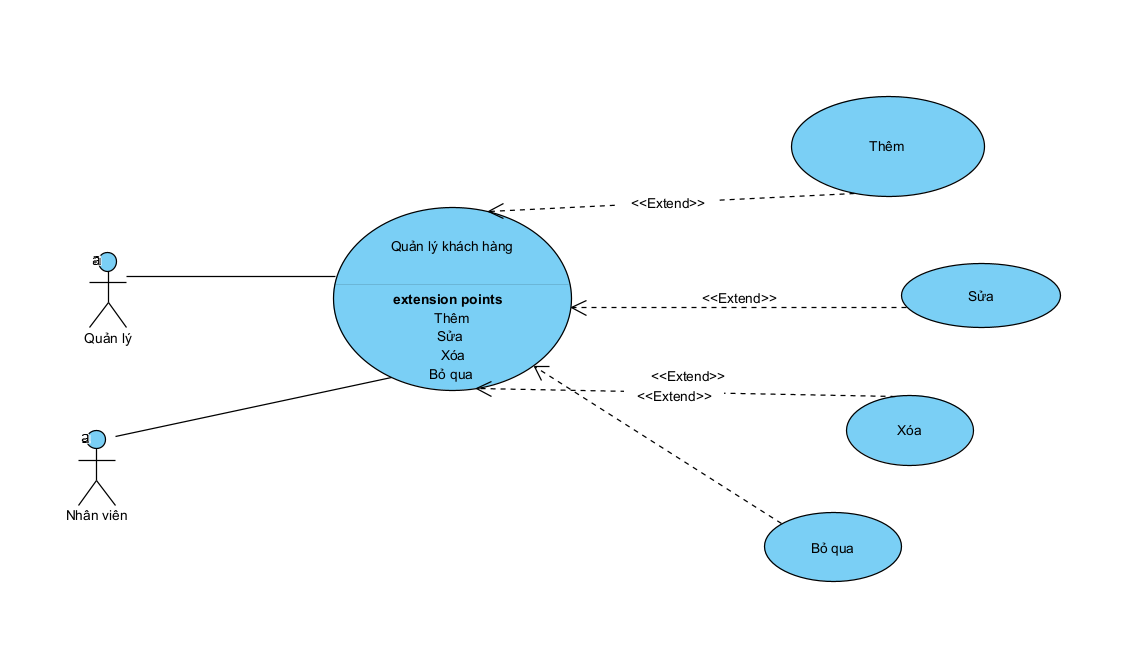 Thêm
<<Extend>>
Quản lý khách hàng
a
Quản lý
extension points
Thêm
Sửa
Xóa
Bỏ qua
<<Extend>>
Sửa
<<Extend>>
<<Extend>>
Xóa
a
Nhân viên
Bỏ qua